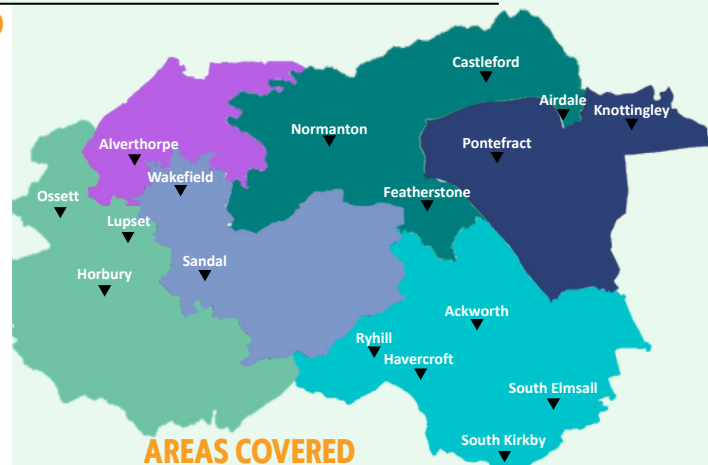 Castleford
Airdale
Knottingley
Normanton
Alverthorpe
Pontefract
Wakefield
Featherstone
Ossett
Lupset
Sandal
Horbury
Ackworth
Ryhill
Havercroft
South Elmsall
AREAS COVERED
South Kirkby